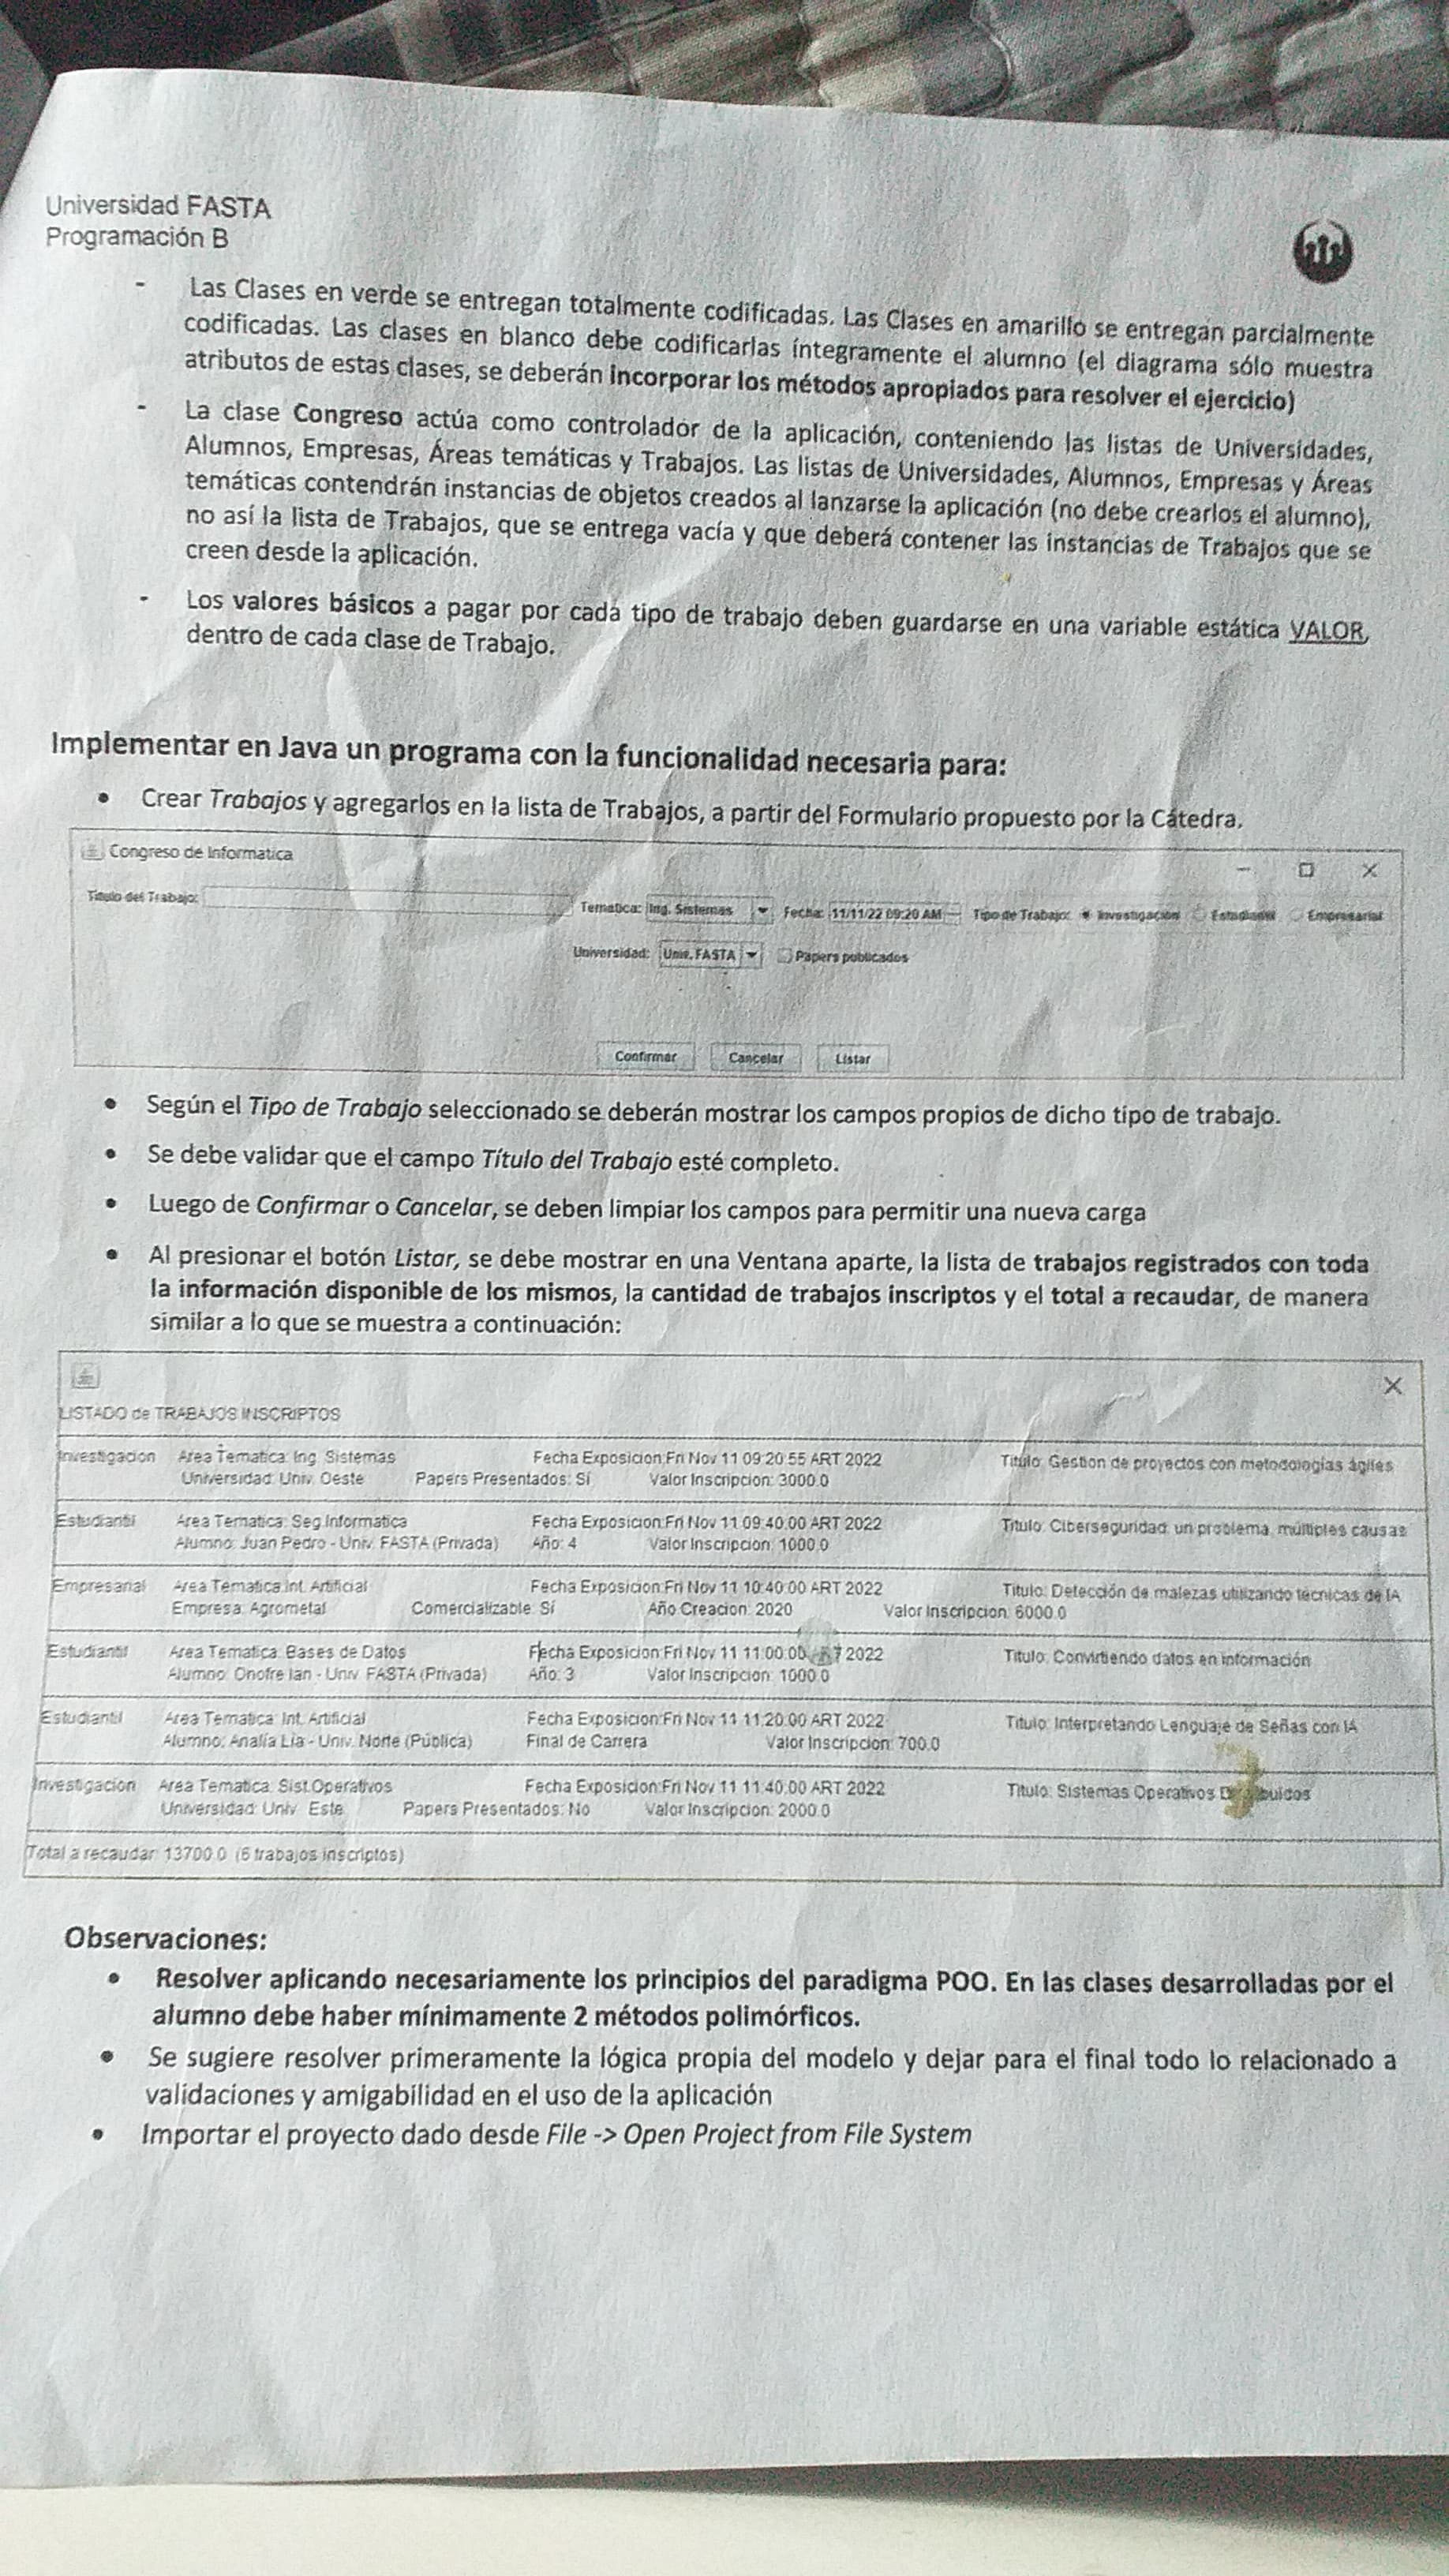 Universidad FASTA
Programación B
- Las Clases en verde se entregan totalmente codificadas. Las Clases en amarillo se entregan parcialmente
codificadas. Las clases en blanco debe codificarlas íntegramente el alumno (el diagrama sólo muestra
atributos de estas clases, se deberán incorporar los métodos apropiados para resolver el ejercicio)
- La clase Congreso actúa como controlador de la aplicación, conteniendo las listas de Universidades,
Alumnos, Empresas, Áreas temáticas y Trabajos. Las listas de Universidades, Alumnos, Empresas y Áreas
temáticas contendrán instancias de objetos creados al lanzarse la aplicación (no debe crearlos el alumno),
no así la lista de Trabajos, que se entrega vacía y que deberá contener las instancias de Trabajos que se
creen desde la aplicación.
- Los valores básicos a pagar por cada tipo de trabajo deben guardarse en una variable estática VALOR,
dentro de cada clase de Trabajo.
Implementar en Java un programa con la funcionalidad necesaria para:
• Crear Trabajos y agregarlos en la lista de Trabajos, a partir del Formulario propuesto por la Cátedra.
Congreso de Informatica
Titulo del Trabajo: Tematica: Ing. Sistemas Fecha: 11/11/22 09:20 AM Tipo de Trabajo: Investigación Estudiantil Empresarial
Universidad: Univ. FASTA Papers publicados
Confirmar Cancelar Listar
• Según el Tipo de Trabajo seleccionado se deberán mostrar los campos propios de dicho tipo de trabajo.
• Se debe validar que el campo Título del Trabajo esté completo.
• Luego de Confirmar o Cancelar, se deben limpiar los campos para permitir una nueva carga
• Al presionar el botón Listar, se debe mostrar en una Ventana aparte, la lista de trabajos registrados con toda
la información disponible de los mismos, la cantidad de trabajos inscriptos y el total a recaudar, de manera
similar a lo que se muestra a continuación:
LISTADO de TRABAJOS INSCRIPTOS
Investigacion Area Tematica: Ing. Sistemas Fecha Exposicion:Fri Nov 11 09:20:55 ART 2022 Titulo: Gestion de proyectos con metodologías ágiles
Universidad: Univ. Oeste Papers Presentados: Sí Valor Inscripcion: 3000.0
Estudiantil Area Tematica: Seg.Informatica Fecha Exposicion:Fri Nov 11 09:40:00 ART 2022 Titulo: Ciberseguridad: un problema, múltiples causas
Alumno: Juan Pedro - Univ. FASTA (Privada) Año: 4 Valor Inscripcion: 1000.0
Empresarial Area Tematica:Int. Artificial Fecha Exposicion:Fri Nov 11 10:40:00 ART 2022 Titulo: Detección de malezas utilizando técnicas de IA
Empresa: Agrometal Comercializable: Sí Año Creacion: 2020 Valor Inscripcion: 6000.0
Estudiantil Area Tematica: Bases de Datos Fecha Exposicion:Fri Nov 11 11:00:00 2022 Titulo: Convirtiendo datos en información
Alumno: Onofre Ian - Univ. FASTA (Privada) Año: 3 Valor Inscripcion: 1000.0
Estudiantil Area Tematica: Int. Artificial Fecha Exposicion:Fri Nov 11 11:20:00 ART 2022 Titulo: Interpretando Lenguaje de Señas con IA
Alumno: Analía Lia - Univ. Norte (Pública) Final de Carrera Valor Inscripcion: 700.0
Investigacion Area Tematica: Sist.Operativos Fecha Exposicion:Fri Nov 11 11:40:00 ART 2022 Titulo: Sistemas Operativos
Universidad: Univ. Este Papers Presentados: No Valor Inscripcion: 2000.0
Total a recaudar: 13700.0 (6 trabajos inscriptos)
Observaciones:
• Resolver aplicando necesariamente los principios del paradigma POO. En las clases desarrolladas por el
alumno debe haber mínimamente 2 métodos polimórficos.
• Se sugiere resolver primeramente la lógica propia del modelo y dejar para el final todo lo relacionado a
validaciones y amigabilidad en el uso de la aplicación
• Importar el proyecto dado desde File -> Open Project from File System